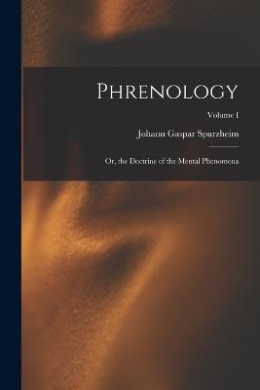 Phrenology
Johann Gaspar Spurzheim
Or, the Doctrine of the Mental Phenomena
Volume I